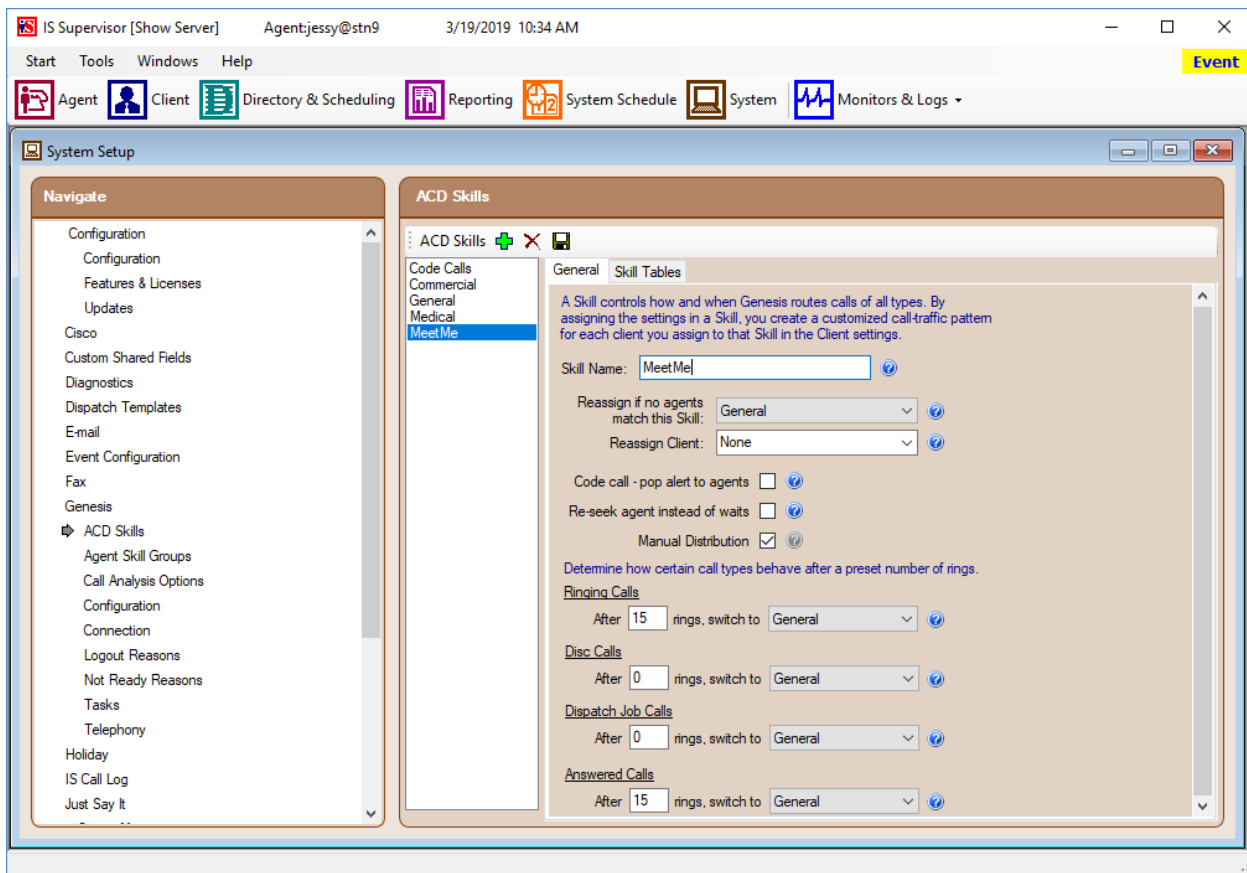 IS Supervisor [Show Server] Agent:jessy@stn9 3/19/2019 10:34 AM
Start Tools Windows Help Event
Agent Client Directory & Scheduling Reporting System Schedule System Monitors & Logs
System Setup
Navigate
Configuration
Configuration
Features & Licenses
Updates
Cisco
Custom Shared Fields
Diagnostics
Dispatch Templates
E-mail
Event Configuration
Fax
Genesis
ACD Skills
Agent Skill Groups
Call Analysis Options
Configuration
Connection
Logout Reasons
Not Ready Reasons
Tasks
Telephony
Holiday
IS Call Log
Just Say It
ACD Skills
ACD Skills
Code Calls
Commercial
General
Medical
MeetMe
General Skill Tables
A Skill controls how and when Genesis routes calls of all types. By
assigning the settings in a Skill, you create a customized call-traffic pattern
for each client you assign to that Skill in the Client settings.
Skill Name: MeetMe
Reassign if no agents
match this Skill: General
Reassign Client: None
Code call - pop alert to agents
Re-seek agent instead of waits
Manual Distribution
Determine how certain call types behave after a preset number of rings.
Ringing Calls
After 15 rings, switch to General
Disc Calls
After 0 rings, switch to General
Dispatch Job Calls
After 0 rings, switch to General
Answered Calls
After 15 rings, switch to General